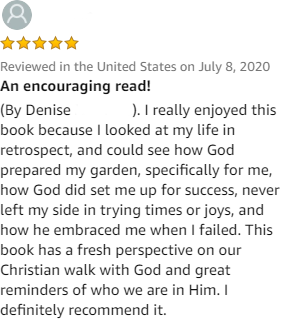 Reviewed in the United States on July 8, 2020
An encouraging read!
(By Denise ). I really enjoyed this
book because I looked at my life in
retrospect, and could see how God
prepared my garden, specifically for me,
how God did set me up for success, never
left my side in trying times or joys, and
how he embraced me when I failed. This
book has a fresh perspective on our
Christian walk with God and great
reminders of who we are in Him. I
definitely recommend it.